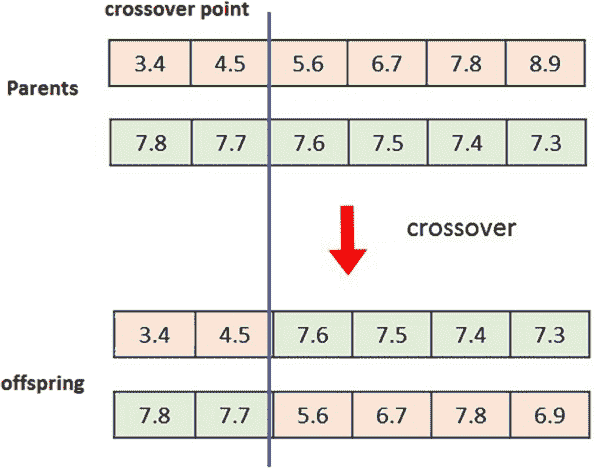 crossover point
3.4 4.5 5.6 6.7 7.8 8.9
Parents
7.8 7.7 7.6 7.5 7.4 7.3
crossover
3.4 4.5 7.6 7.5 7.4 7.3
offspring
7.8 7.7 5.6 6.7 7.8 6.9